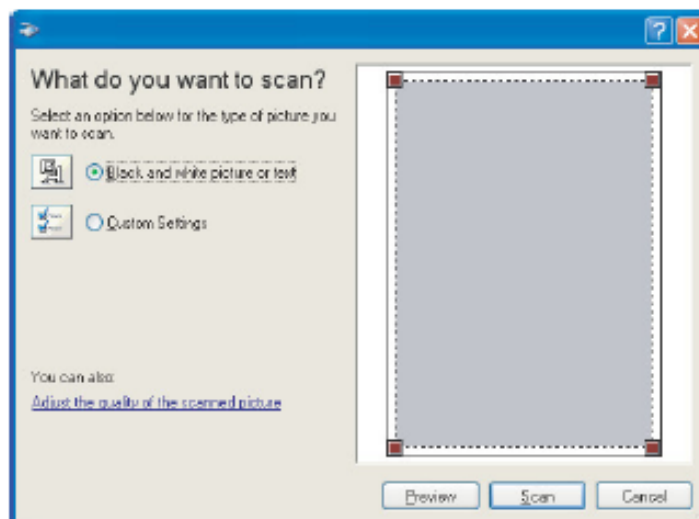 What do you want to scan?
Select an option below for the type of picture you
want to scan.
Black and white picture or text
Custom Settings
You can also:
Adjust the quality of the scanned picture
Preview
Scan
Cancel